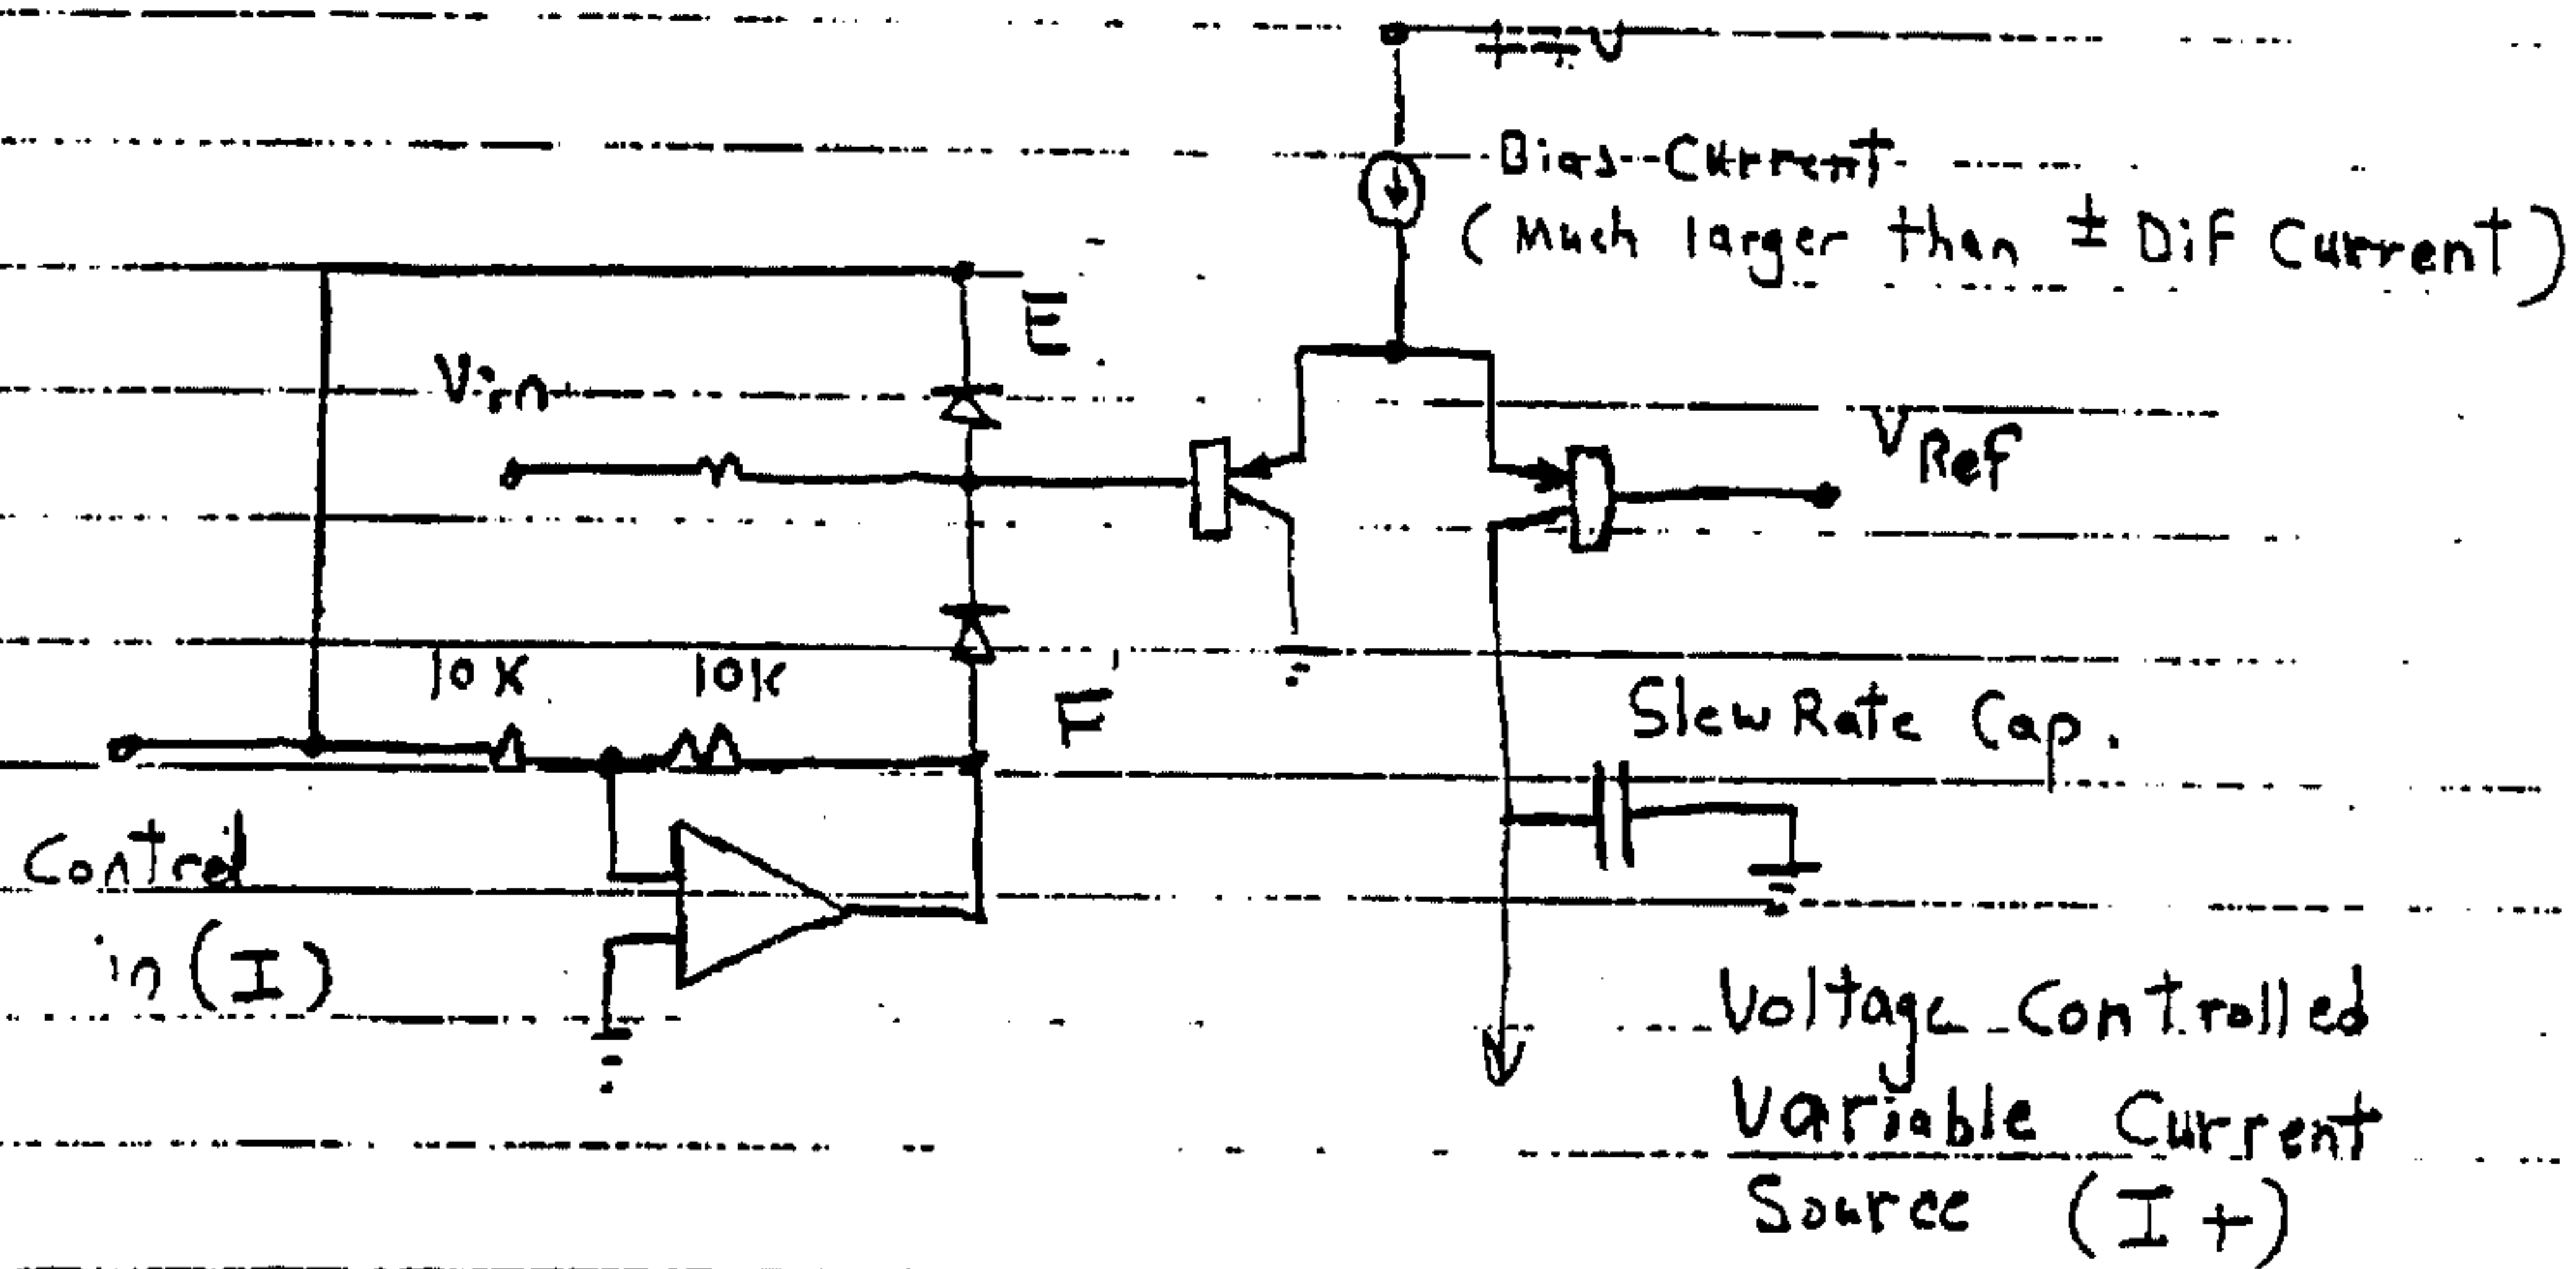 +V
Bias Current
(Much larger than ± Dif Current)
E
Vin
VRef
10K
10K
F
Slew Rate Cap.
Control
in (I)
Voltage Controlled
Variable Current
Source (I+)